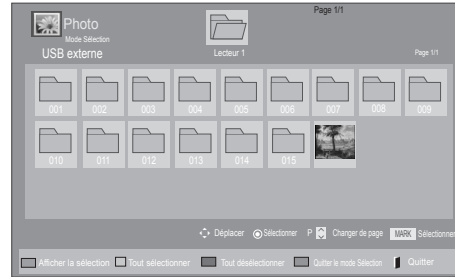 Page 1/1
Photo
Mode Sélection
USB externe
Lecteur 1
Page 1/1
001 002 003 004 005 006 007 008 009
010 011 012 013 014 015
Déplacer Sélectionner P Changer de page MARK Sélectionner
Afficher la sélection Tout sélectionner Tout désélectionner Quitter le mode Sélection Quitter